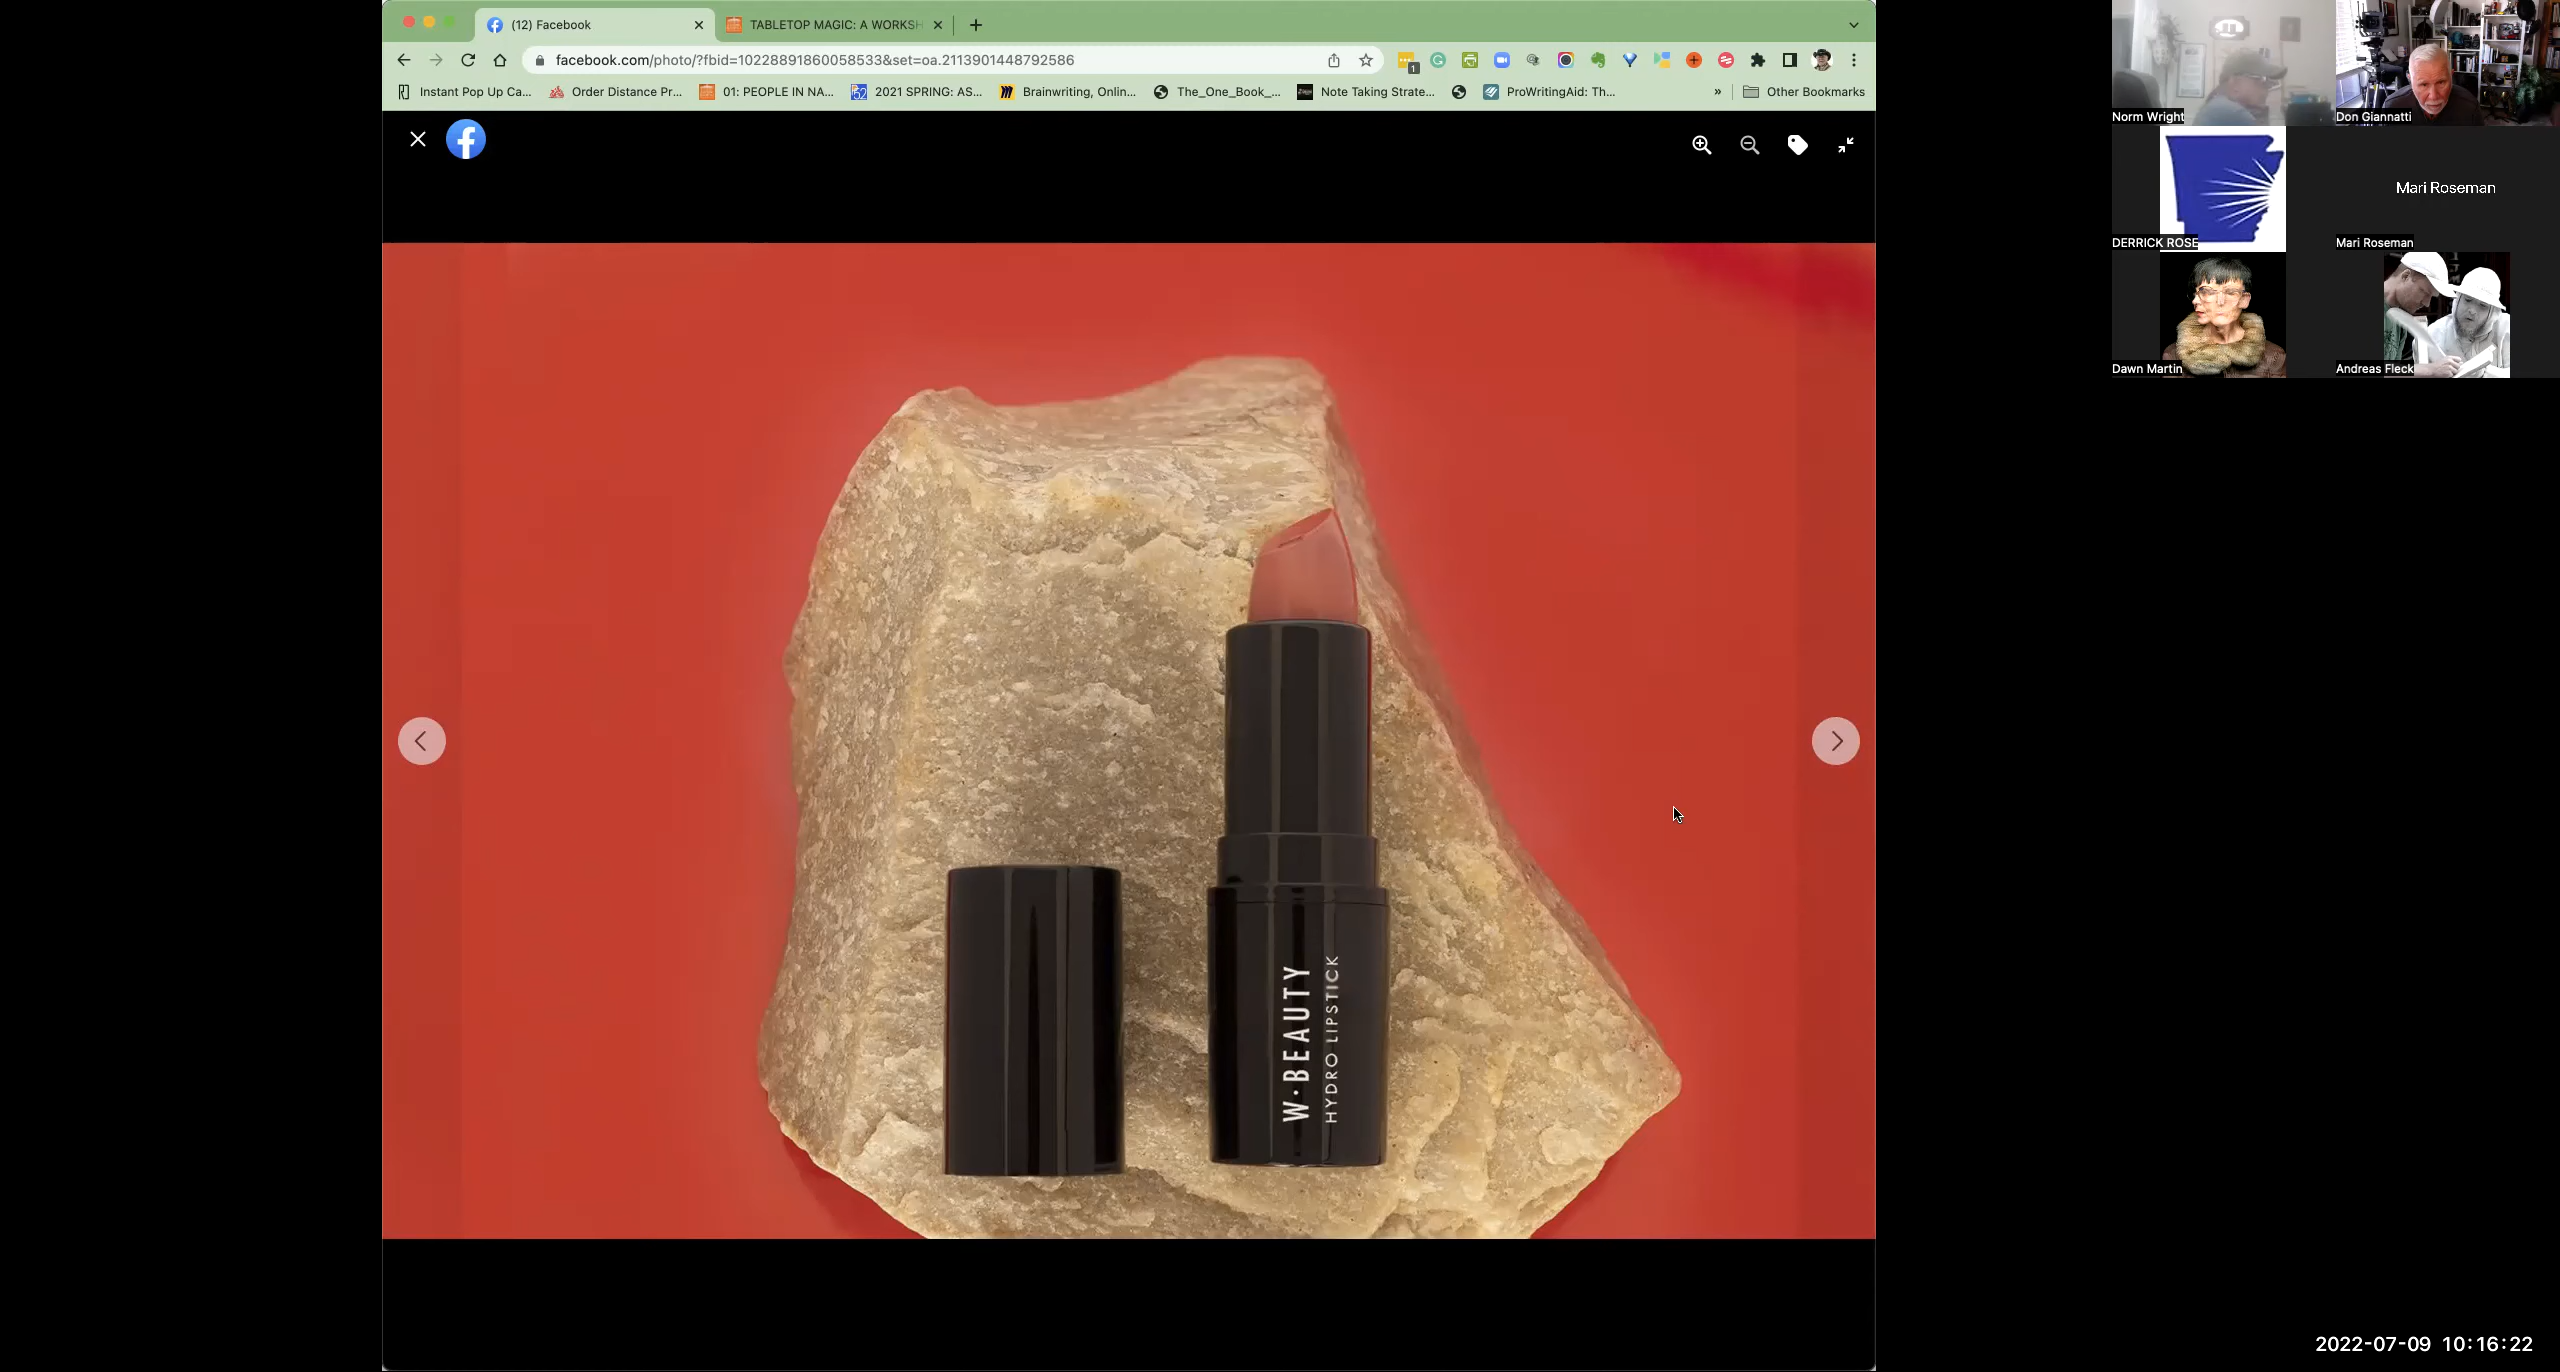 (12) Facebook
TABLETOP MAGIC: A WORKSH
facebook.com/photo/?fbid=10228891860058533&set=oa.2113901448792586
1
Instant Pop Up Ca...
Order Distance Pr...
01: PEOPLE IN NA...
2021 SPRING: AS...
Brainwriting, Onlin...
The_One_Book_...
Note Taking Strate...
ProWritingAid: Th...
»
Other Bookmarks
W·BEAUTY
HYDRO LIPSTICK
Norm Wright
Don Giannatti
Mari Roseman
DERRICK ROSE
Mari Roseman
Dawn Martin
Andreas Fleck
2022-07-09 10:16:22